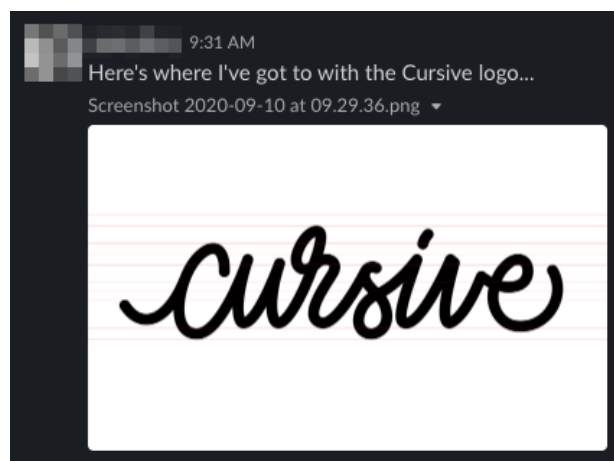 9:31 AM
Here's where I've got to with the Cursive logo...
Screenshot 2020-09-10 at 09.29.36.png
cursive